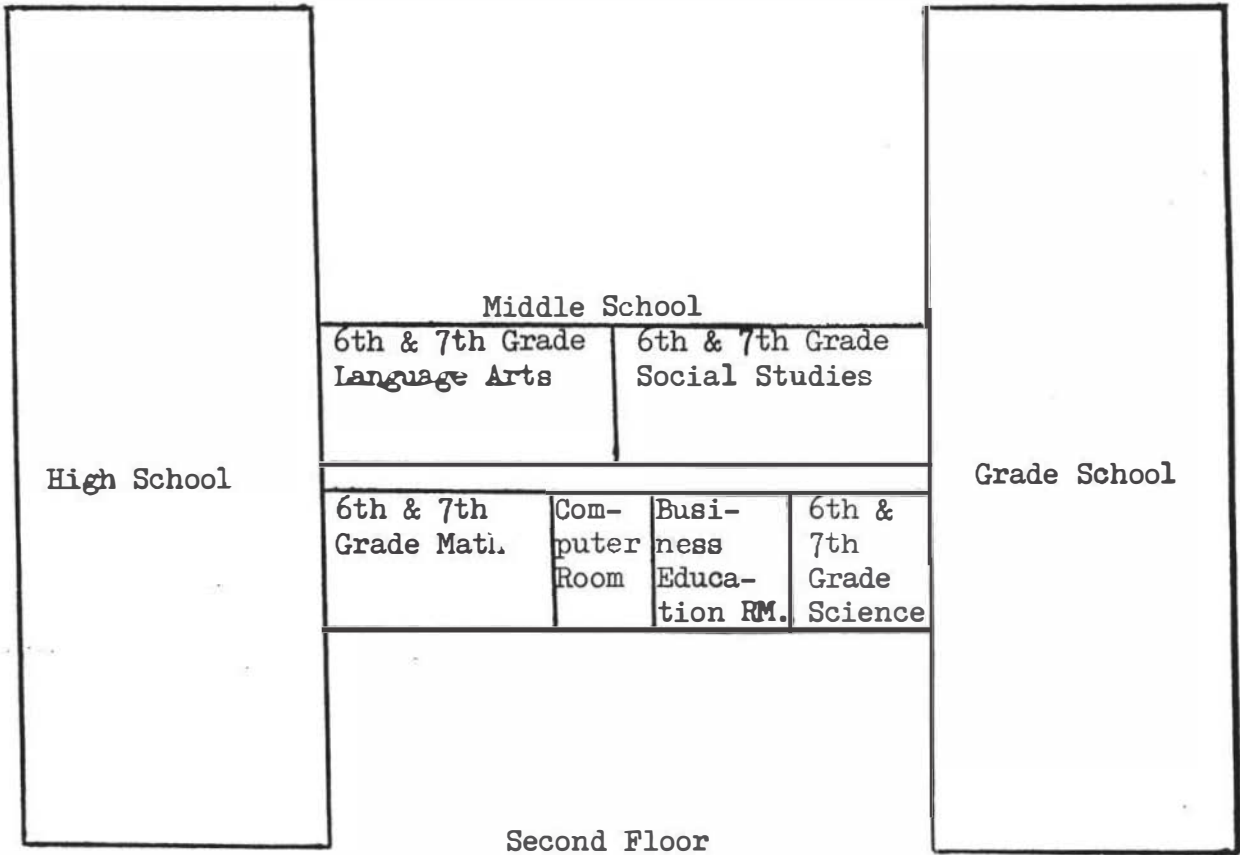 Middle School
6th & 7th Grade
Language Arts
6th & 7th Grade
Social Studies
High School
Grade School
6th & 7th
Grade Math
Com-
puter
Room
Busi-
ness
Educa-
tion RM.
6th &
7th
Grade
Science
Second Floor